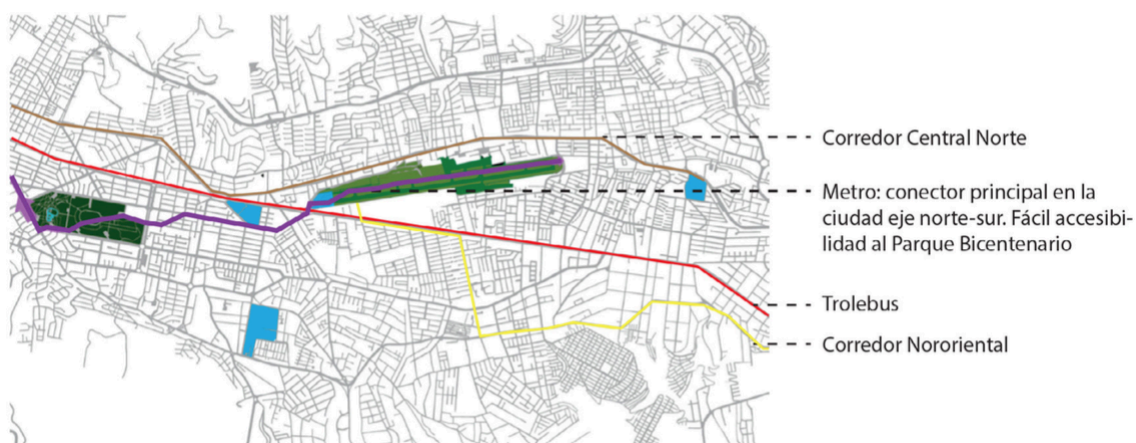 Corredor Central Norte
Metro: conector principal en la
ciudad eje norte-sur. Fácil accesibi-
lidad al Parque Bicentenario
Trolebus
Corredor Nororiental